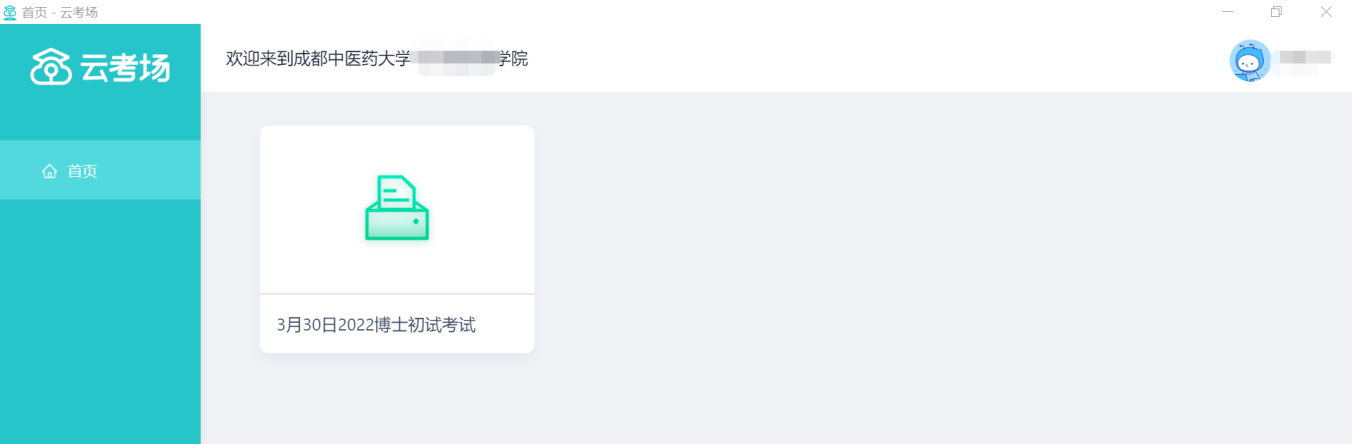 首页 - 云考场
云考场
欢迎来到成都中医药大学 学院
首页
3月30日2022博士初试考试